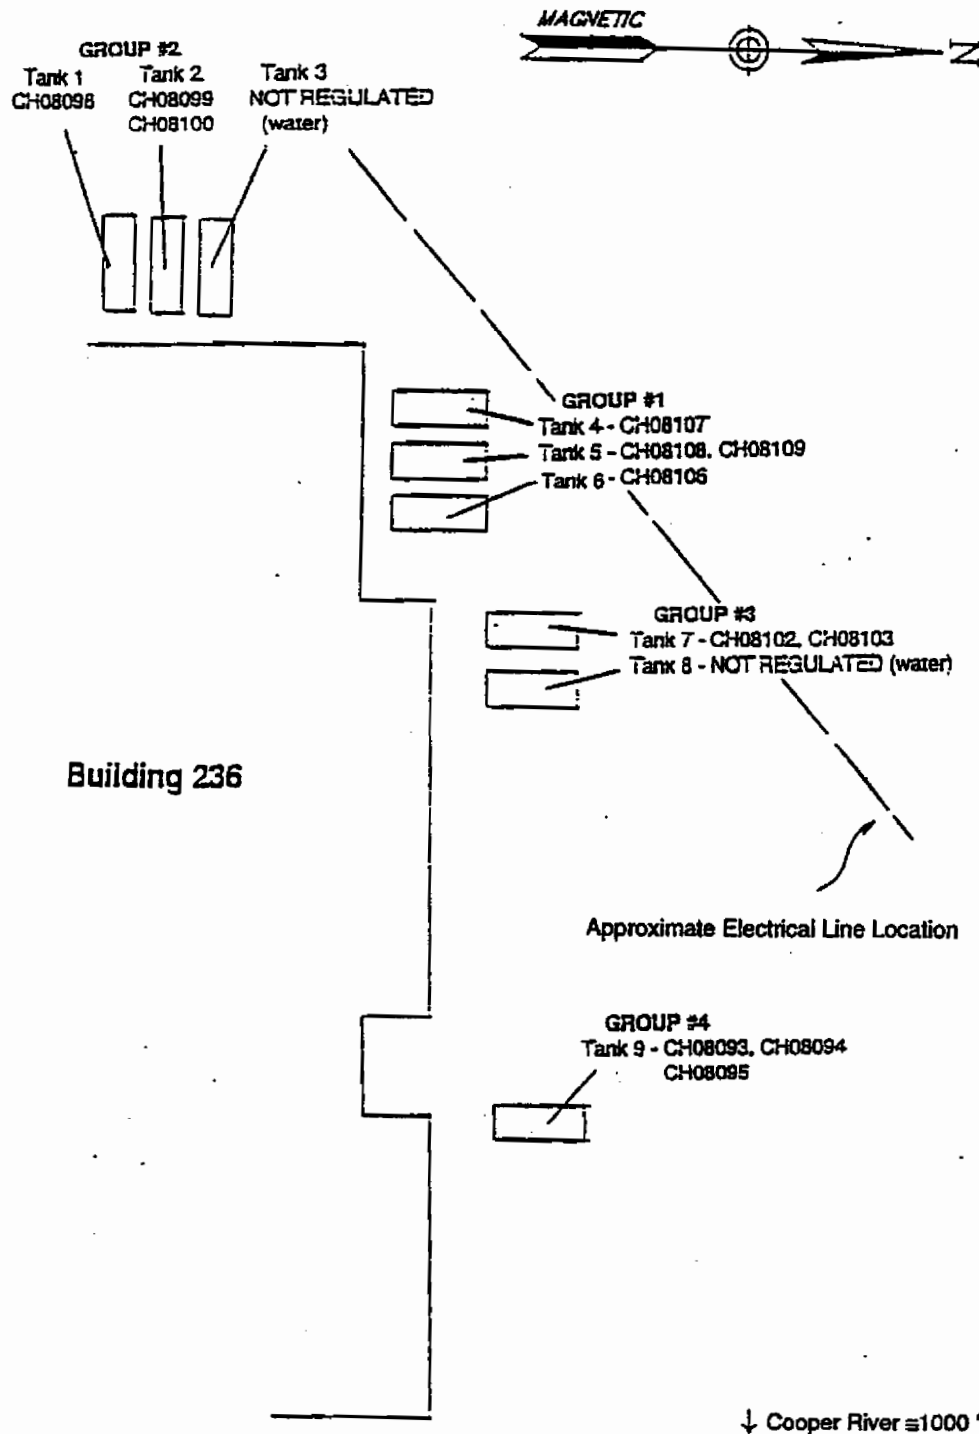 MAGNETIC
N
GROUP #2
Tank 1
CH08098
Tank 2
CH08099
CH08100
Tank 3
NOT REGULATED
(water)
GROUP #1
Tank 4 - CH08107
Tank 5 - CH08108, CH08109
Tank 6 - CH08106
GROUP #3
Tank 7 - CH08102, CH08103
Tank 8 - NOT REGULATED (water)
Building 236
Approximate Electrical Line Location
GROUP #4
Tank 9 - CH08093, CH08094
CH08095
↓ Cooper River ≅1000 '